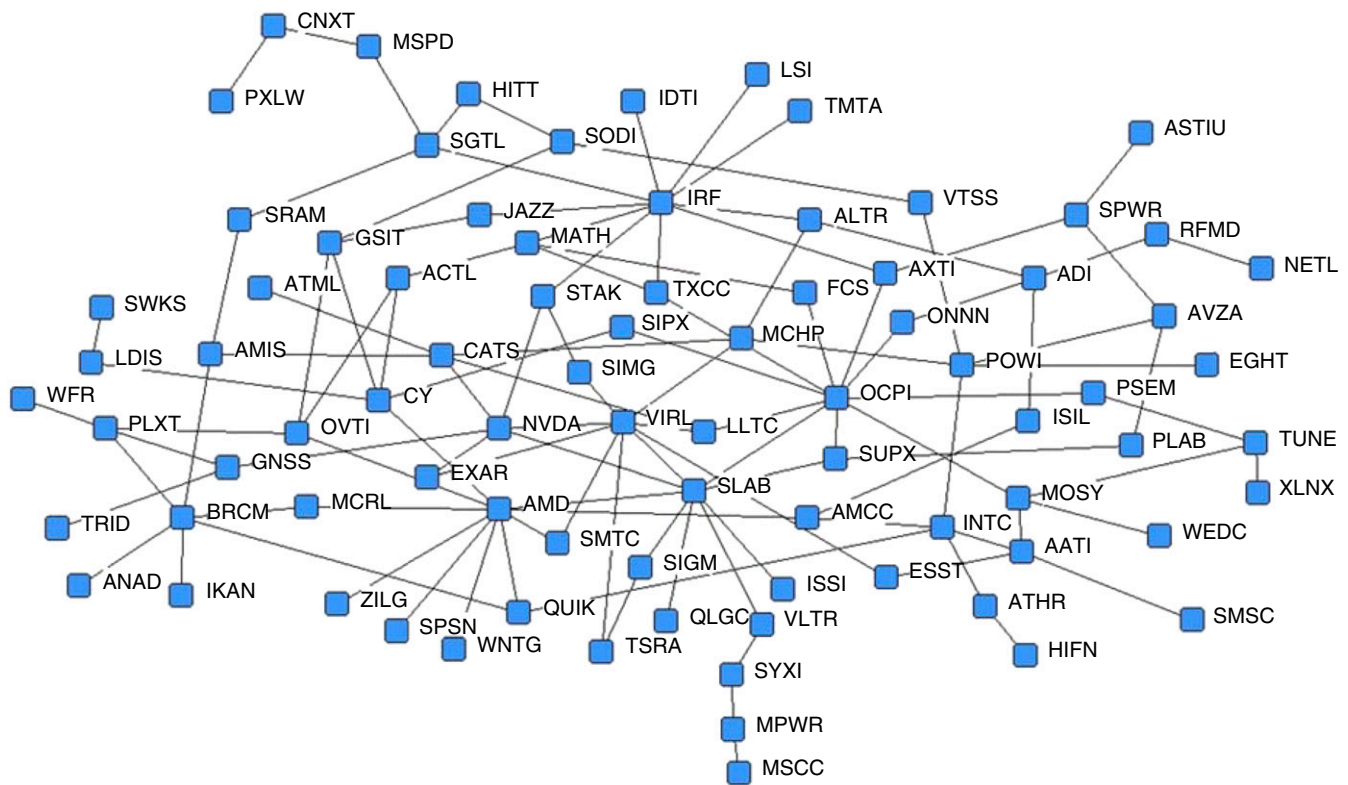 CNXT
MSPD
LSI
HITT
IDTI
PXLW
TMTA
ASTIU
SGTL
SODI
IRF
VTSS
SPWR
SRAM
JAZZ
ALTR
RFMD
GSIT
MATH
AXTI
ADI
NETL
ATML
ACTL
STAK
TXCC
FCS
SWKS
SIPX
ONNN
AVZA
MCHP
AMIS
CATS
LDIS
POWI
EGHT
SIMG
WFR
CY
OCPI
PSEM
PLXT
OVTI
NVDA
VIRL
LLTC
ISIL
PLAB
TUNE
GNSS
EXAR
SUPX
SLAB
XLNX
MOSY
TRID
BRCM
MCRL
AMD
AMCC
INTC
WEDC
SMTC
AATI
ANAD
IKAN
SIGM
ISSI
ESST
ZILG
QUIK
QLGC
VLTR
ATHR
SMSC
SPSN
WNTG
TSRA
HIFN
SYXI
MPWR
MSCC